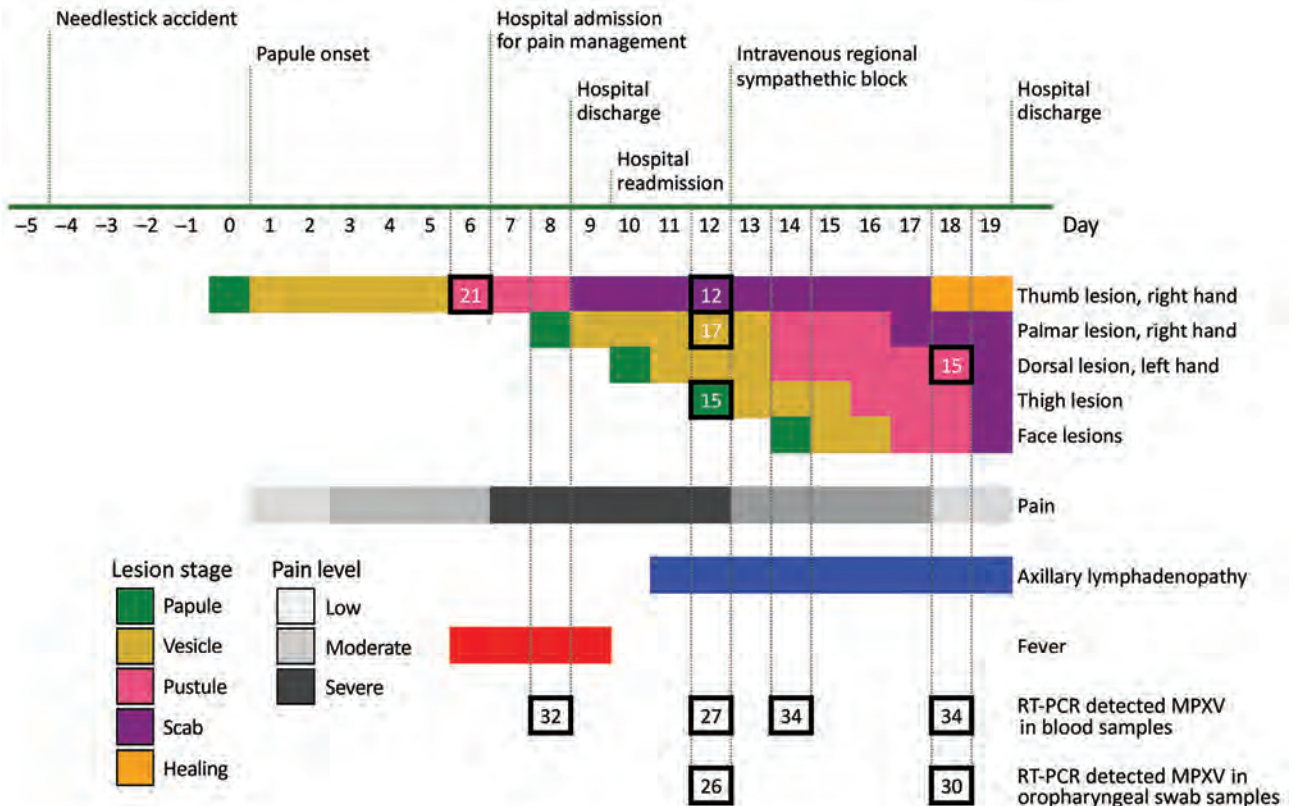 Needlestick accident
Hospital admission
for pain management
Papule onset
Intravenous regional
sympathethic block
Hospital
discharge
Hospital
discharge
Hospital
readmission
–5 –4 –3 –2 –1 0 1 2 3 4 5 6 7 8 9 10 11 12 13 14 15 16 17 18 19 Day
21 12 Thumb lesion, right hand
17 Palmar lesion, right hand
15 Dorsal lesion, left hand
15 Thigh lesion
Face lesions
Pain
Axillary lymphadenopathy
Fever
Lesion stage
Papule
Vesicle
Pustule
Scab
Healing
Pain level
Low
Moderate
Severe
32 27 34 34 RT-PCR detected MPXV
in blood samples
26 30 RT-PCR detected MPXV in
oropharyngeal swab samples